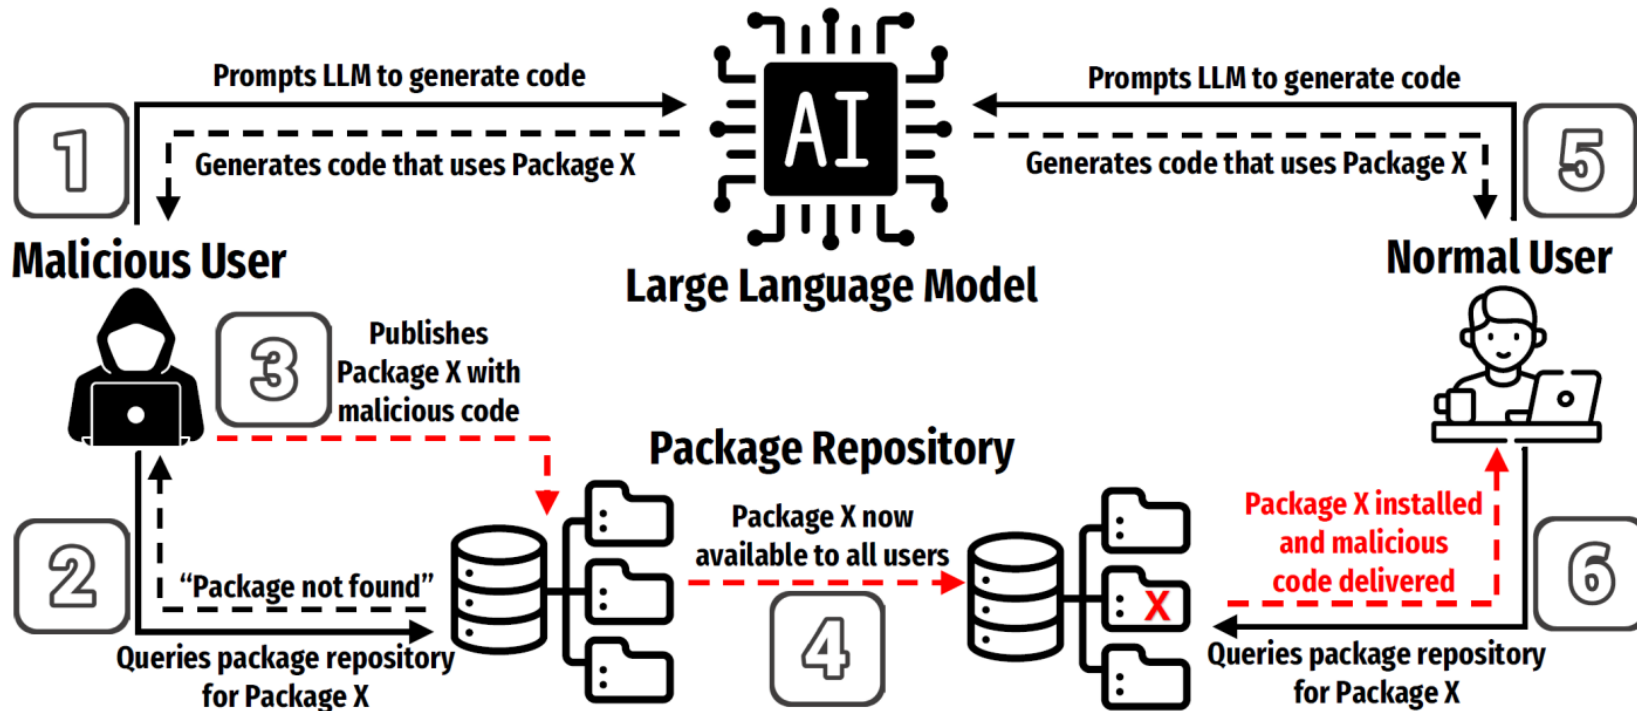 Prompts LLM to generate code
1
Generates code that uses Package X
AI
Prompts LLM to generate code
Generates code that uses Package X
5
Malicious User
Large Language Model
Normal User
3
Publishes
Package X with
malicious code
Package Repository
2
"Package not found"
Queries package repository
for Package X
Package X now
available to all users
4
X
Package X installed
and malicious
code delivered
6
Queries package repository
for Package X